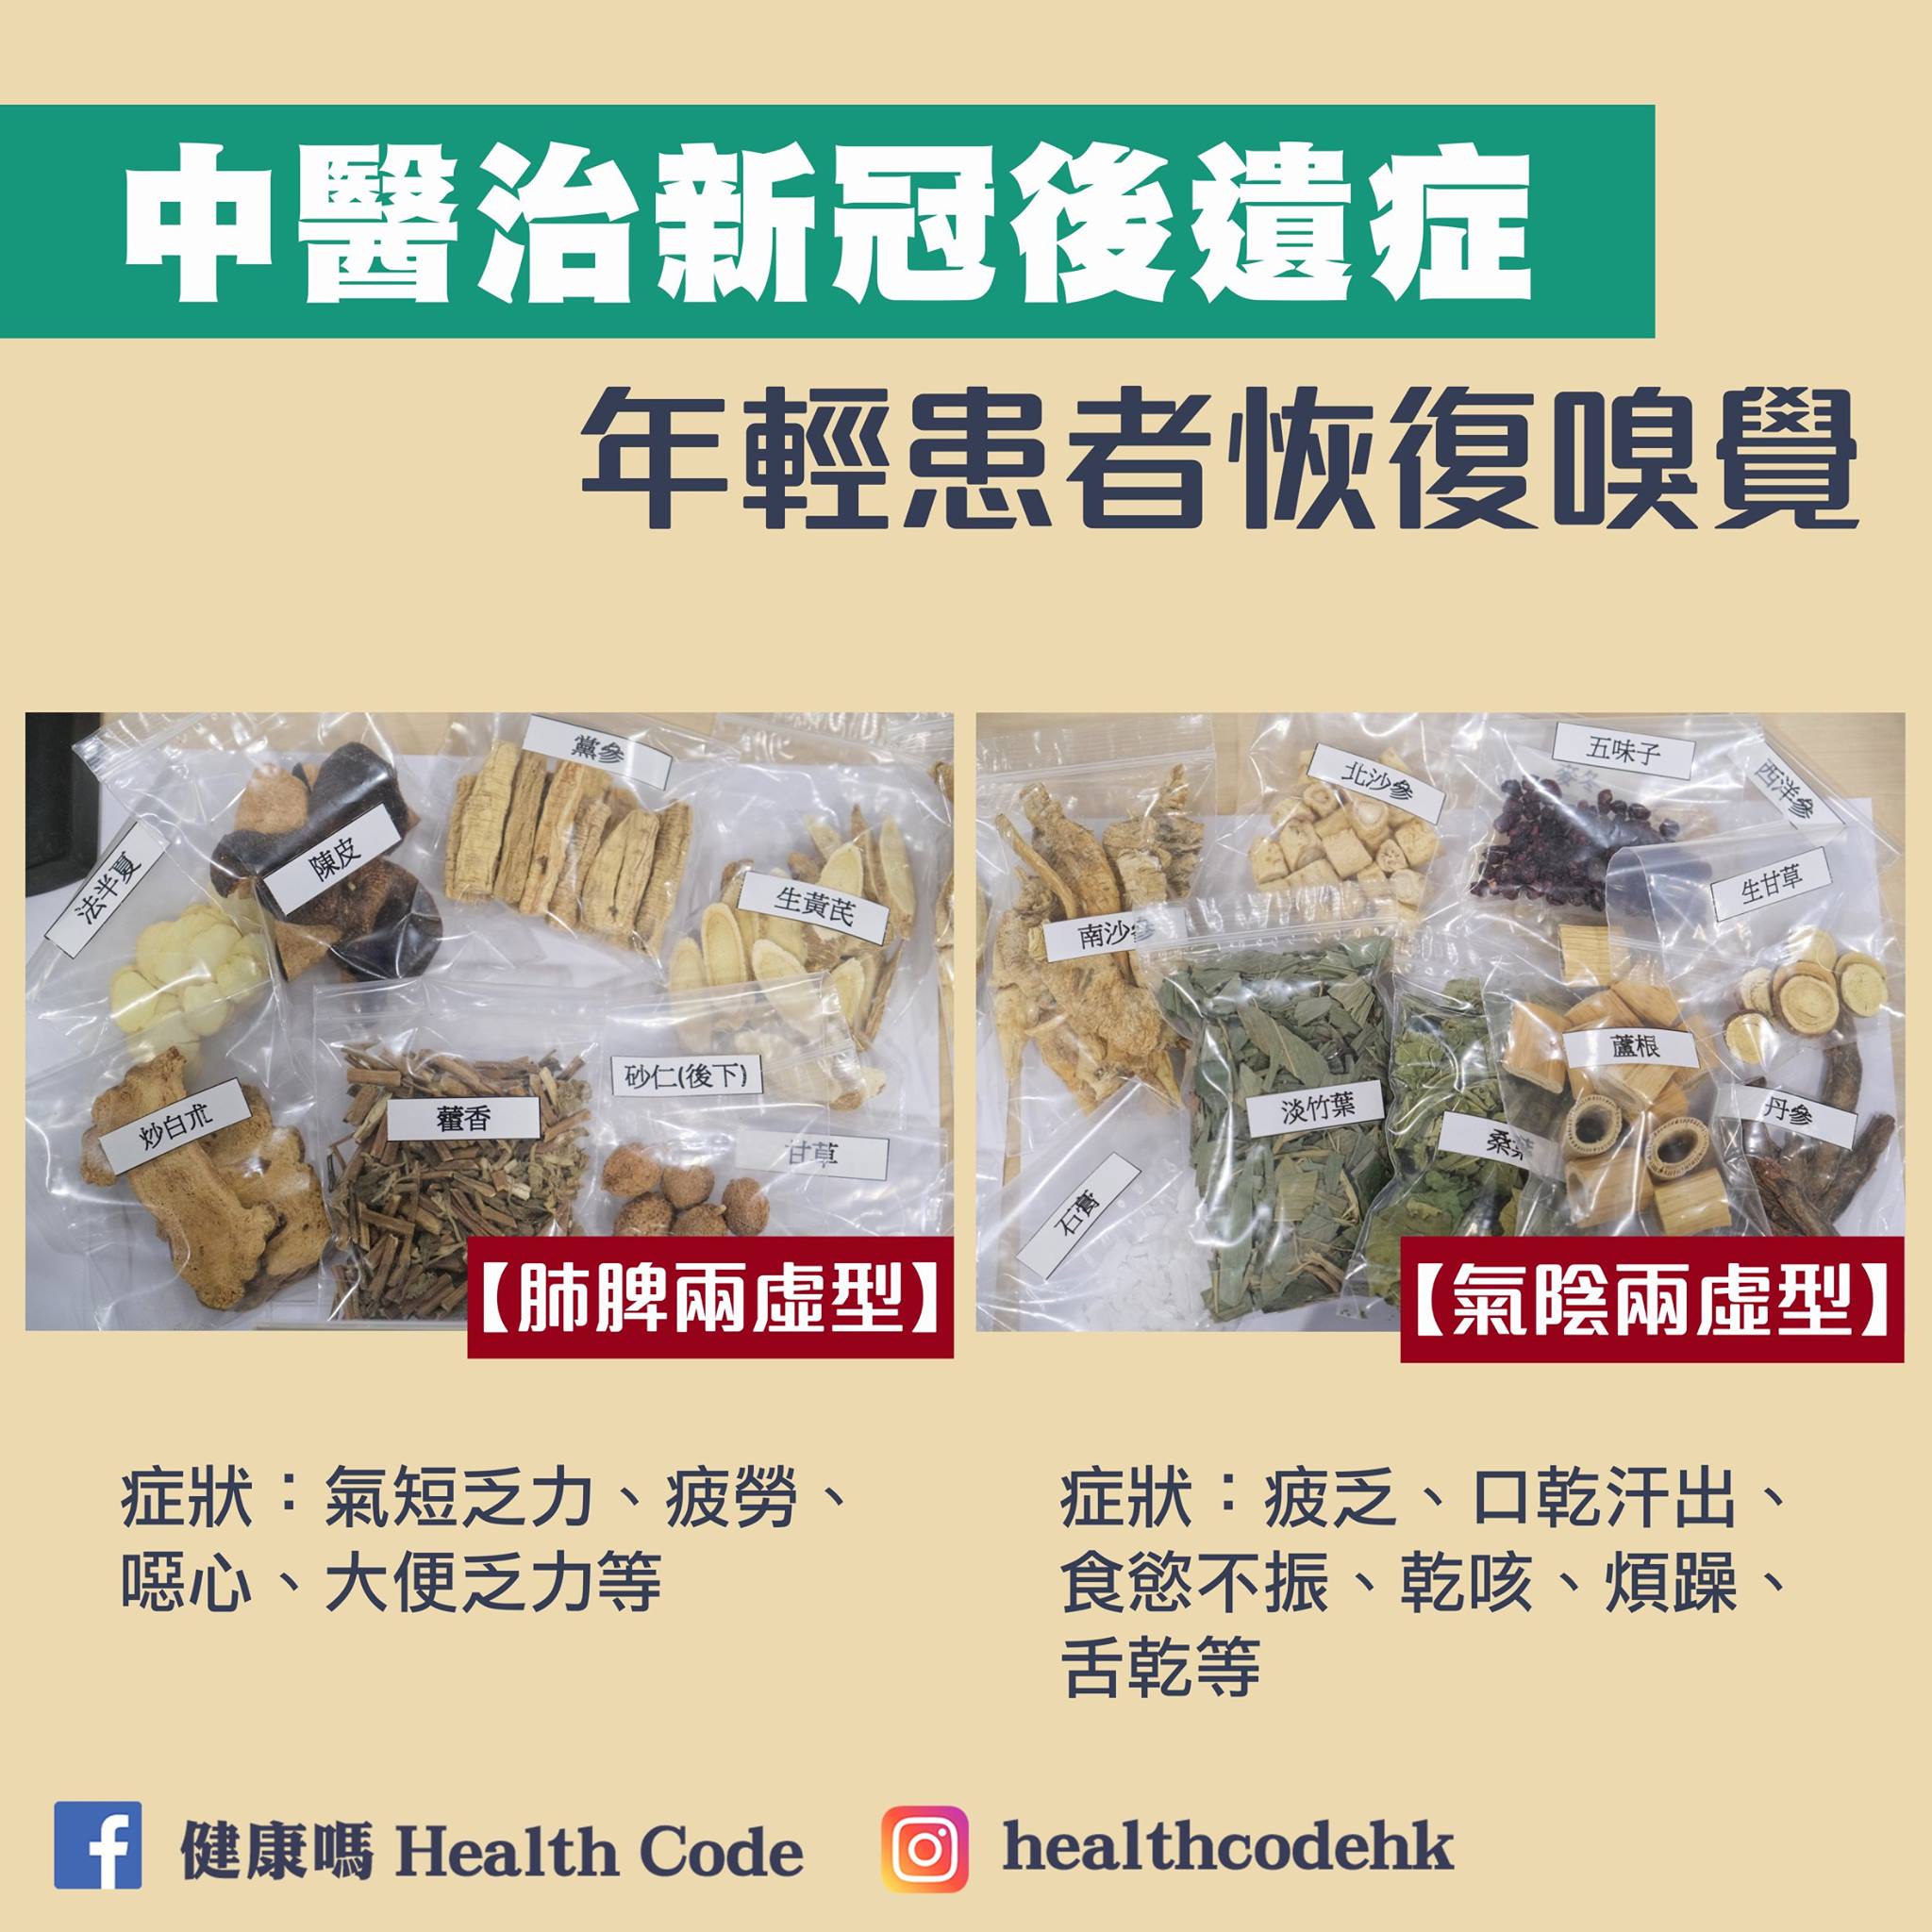 中醫治新冠後遺症
年輕患者恢復嗅覺
黨參
陳皮
法半夏
生黃芪
砂仁(後下)
炒白朮
藿香
甘草
【肺脾兩虛型】
五味子
北沙參
西洋參
生甘草
南沙參
蘆根
淡竹葉
丹參
桑葉
石膏
【氣陰兩虛型】
症狀：氣短乏力、疲勞、
噁心、大便乏力等
症狀：疲乏、口乾汗出、
食慾不振、乾咳、煩躁、
舌乾等
健康嗎 Health Code
healthcodehk